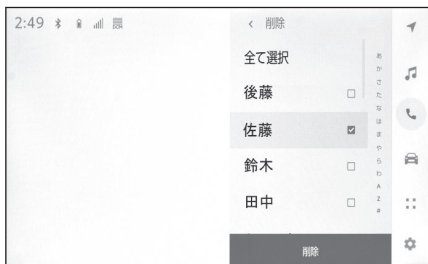 2:49
< 削除
全て選択
後藤
佐藤
鈴木
田中
あ
か
さ
た
な
は
ま
や
ら
わ
A
Z
#
削除